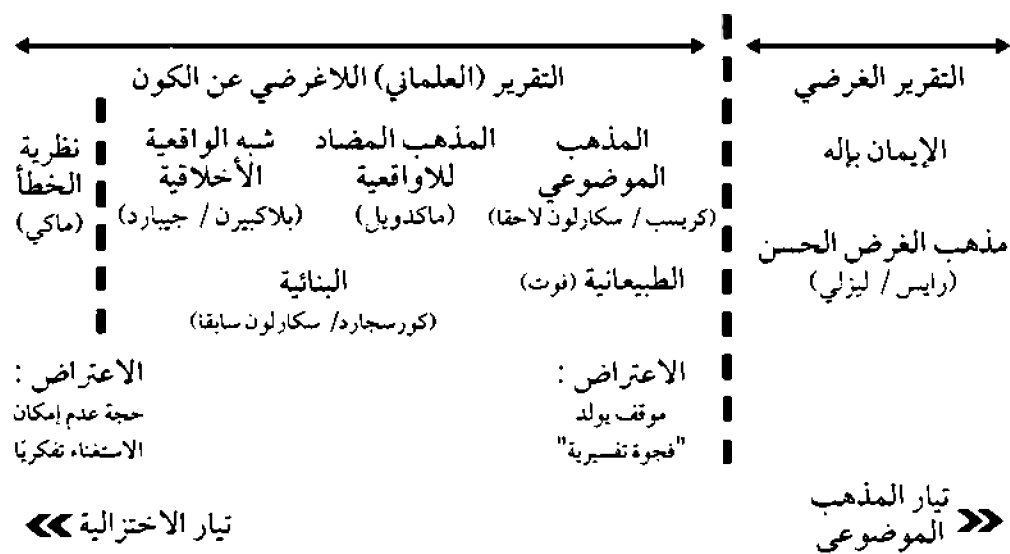 التقرير الغرضي
الإيمان بإله
مذهب الغرض الحسن
(رايس / ليزلي)
تيار المذهب
الموضوعي
التقرير (العلماني) اللاغرضي عن الكون
المذهب
الموضوعي
(كريسب / سكارلون لاحقا)
الطبيعانية (فوت)
الاعتراض :
موقف يولد
"فجوة تفسيرية"
المذهب المضاد
للاواقعية
(ماكدويل)
شبه الواقعية
الأخلاقية
(بلاكبيرن / جيبارد)
البنائية
(كورسجارد/ سكارلون سابقا)
نظرية
الخطأ
(ماكي)
الاعتراض :
حجة عدم إمكان
الاستغناء تفكريًا
تيار الاختزالية